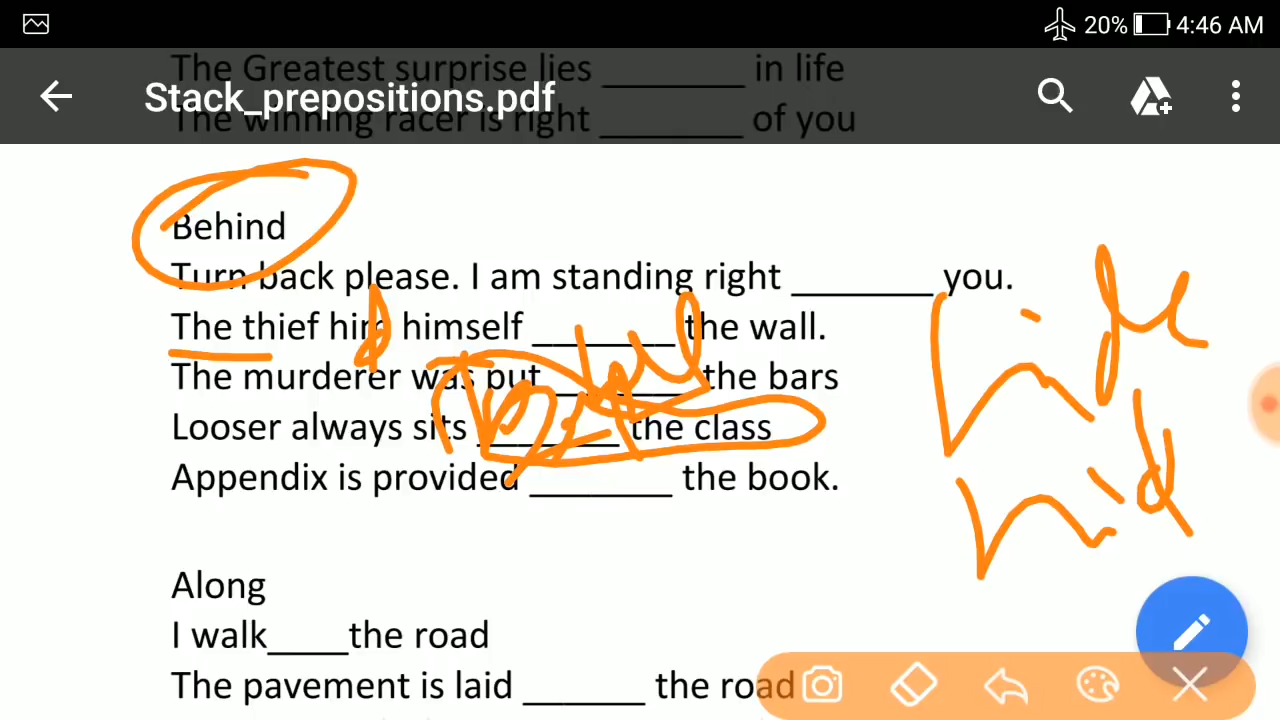 20% 4:46 AM
The Greatest surprise lies ________ in life
Stack_prepositions.pdf
The winning racer is right ________ of you
Behind
Turn back please. I am standing right ________ you.
The thief him himself ________ the wall.
The murderer was put ________ the bars
Looser always sits ________ the class
Appendix is provided ________ the book.
hide
hid
Along
I walk____the road
The pavement is laid ______ the road